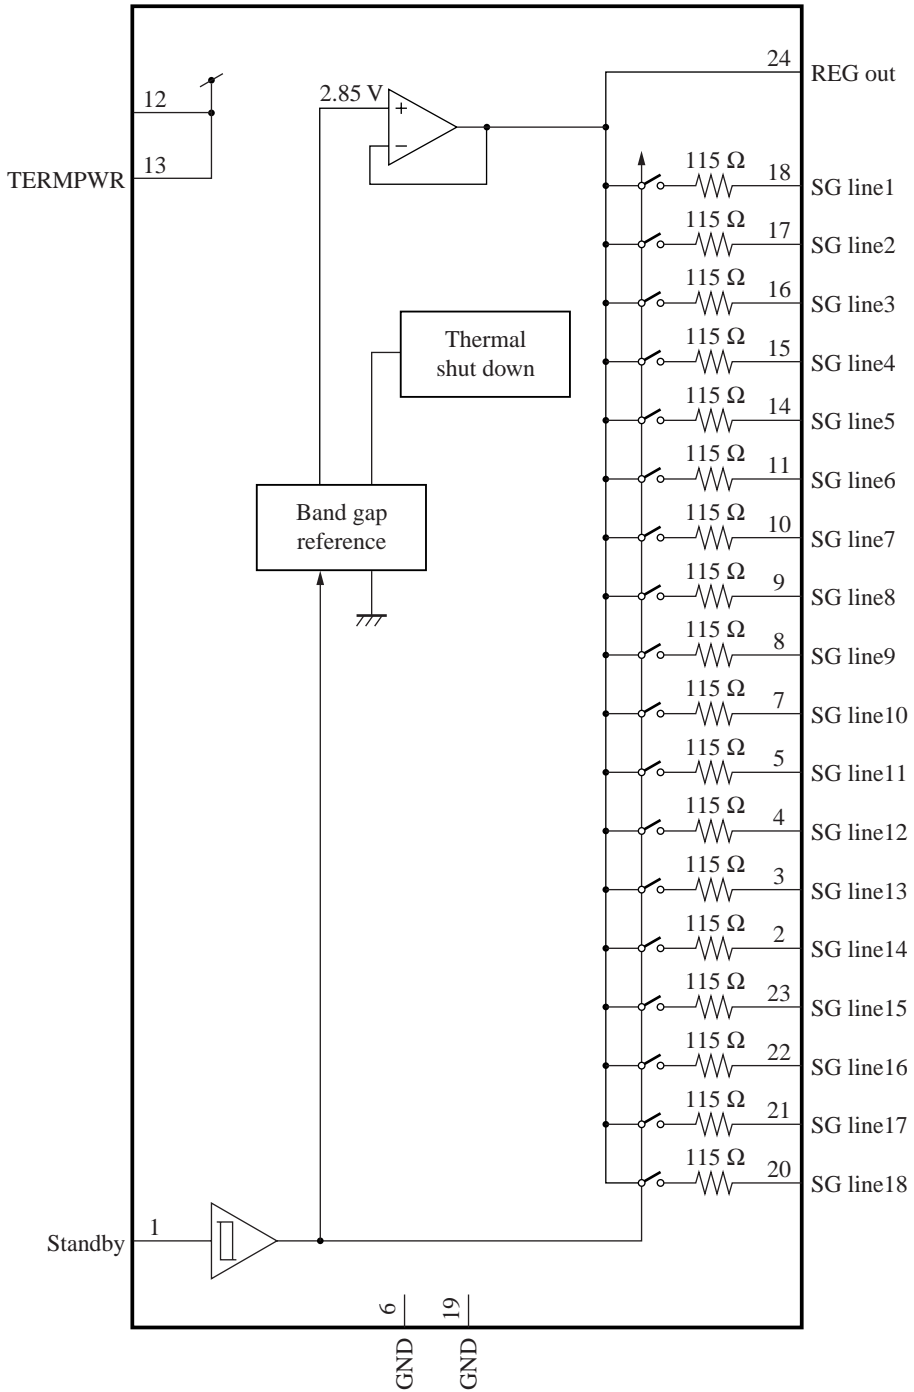 24
REG out
12
2.85 V
+
−
13
TERMPWR
115 Ω
18
SG line1
115 Ω
17
SG line2
115 Ω
16
SG line3
Thermal
shut down
115 Ω
15
SG line4
115 Ω
14
SG line5
115 Ω
11
SG line6
Band gap
reference
115 Ω
10
SG line7
115 Ω
9
SG line8
115 Ω
8
SG line9
115 Ω
7
SG line10
115 Ω
5
SG line11
115 Ω
4
SG line12
115 Ω
3
SG line13
115 Ω
2
SG line14
115 Ω
23
SG line15
115 Ω
22
SG line16
115 Ω
21
SG line17
115 Ω
20
SG line18
1
Standby
6
19
GND
GND